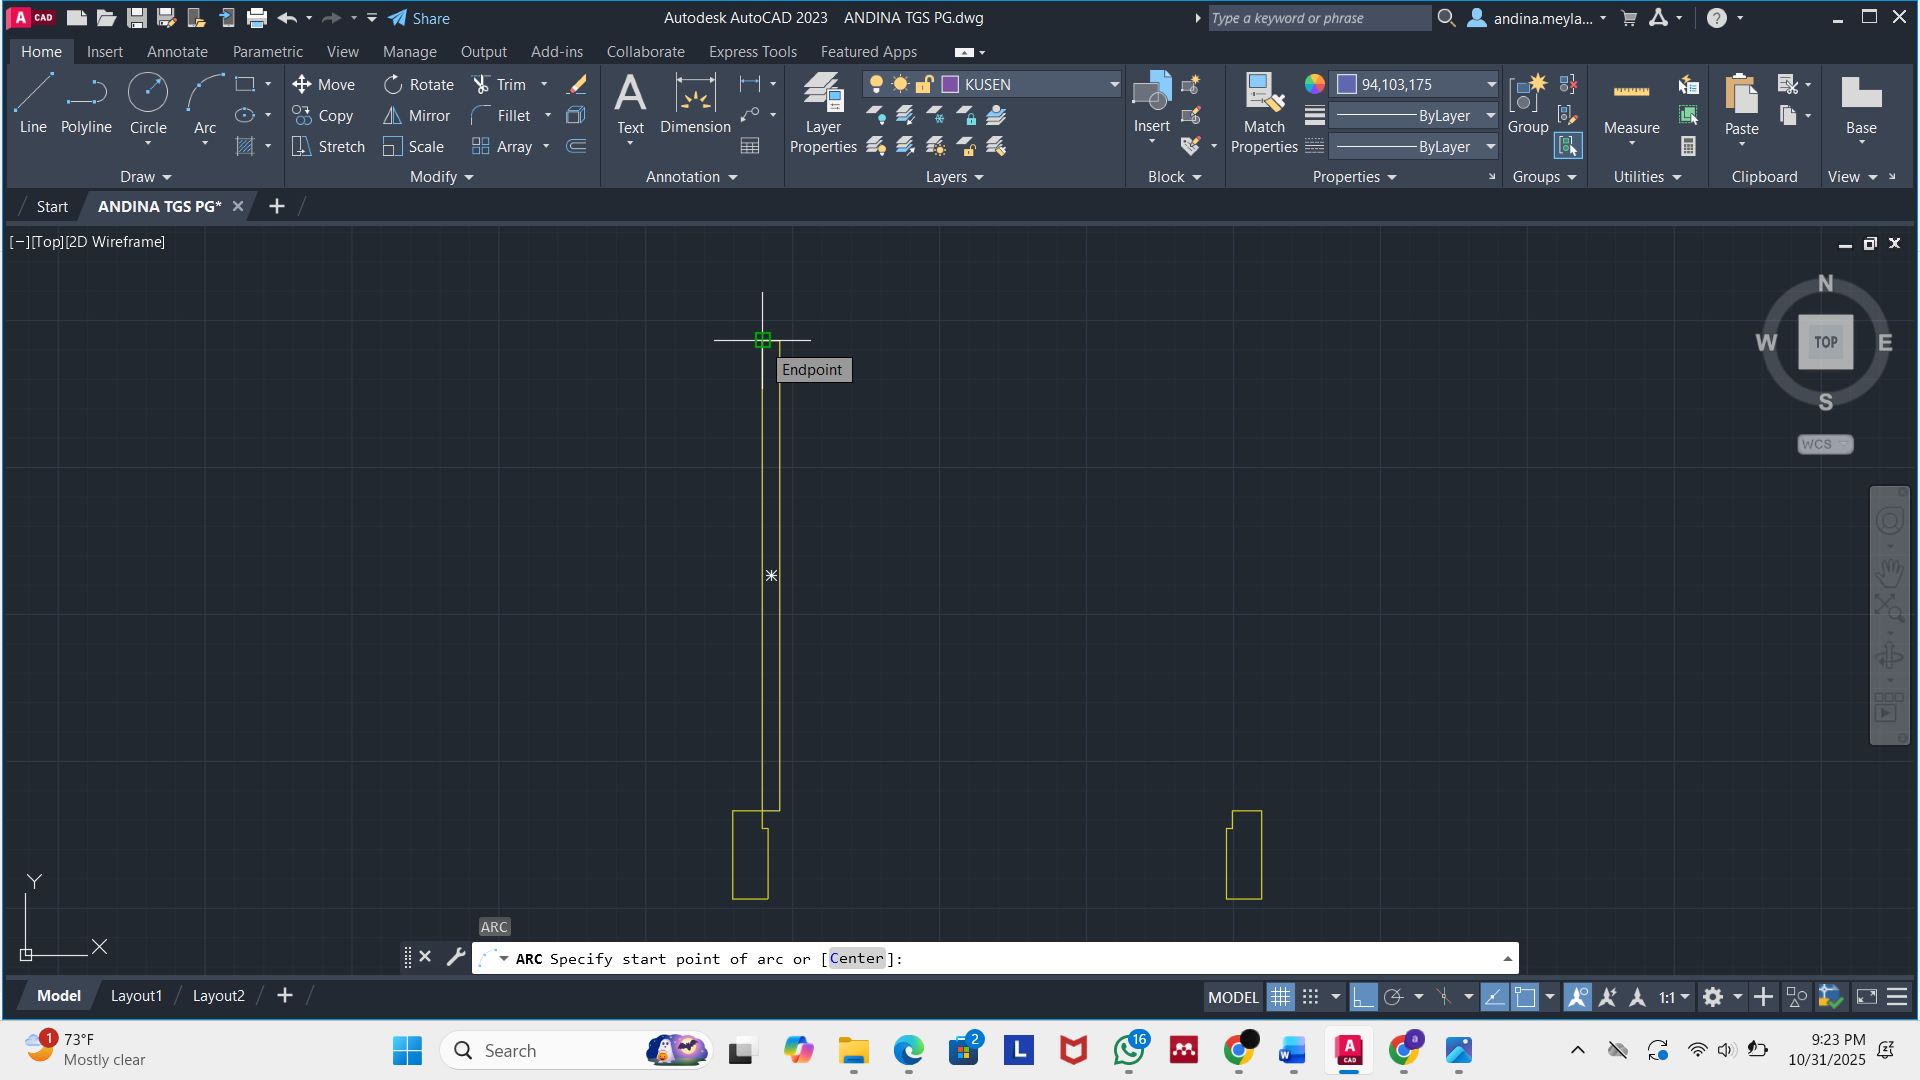 A CAD
Share
Autodesk AutoCAD 2023 ANDINA TGS PG.dwg
Type a keyword or phrase
andina.meyla...
?
Home Insert Annotate Parametric View Manage Output Add-ins Collaborate Express Tools Featured Apps
Line
Polyline
Circle
Arc
Draw
Move
Rotate
Trim
Copy
Mirror
Fillet
Stretch
Scale
Array
Modify
Text
Dimension
Annotation
Layer Properties
KUSEN
Layers
Insert
Block
Match Properties
94,103,175
ByLayer
ByLayer
Properties
Group
Groups
Measure
Utilities
Paste
Clipboard
Base
View
Start ANDINA TGS PG*
[−][Top][2D Wireframe]
Endpoint
N
W TOP E
S
WCS
Y
X
ARC
ARC Specify start point of arc or [Center]:
Model Layout1 Layout2
MODEL
1:1
1
73°F
Mostly clear
Search
2
L
16
W
A CAD
a
9:23 PM
10/31/2025